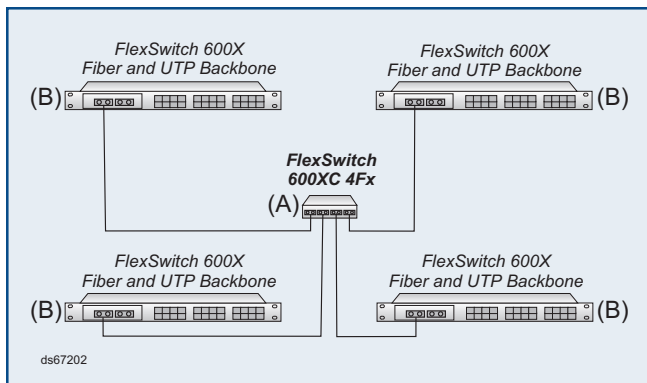 FlexSwitch 600X
Fiber and UTP Backbone
(B)
FlexSwitch 600X
Fiber and UTP Backbone
(B)
FlexSwitch
600XC 4Fx
(A)
FlexSwitch 600X
Fiber and UTP Backbone
(B)
FlexSwitch 600X
Fiber and UTP Backbone
(B)
ds67202